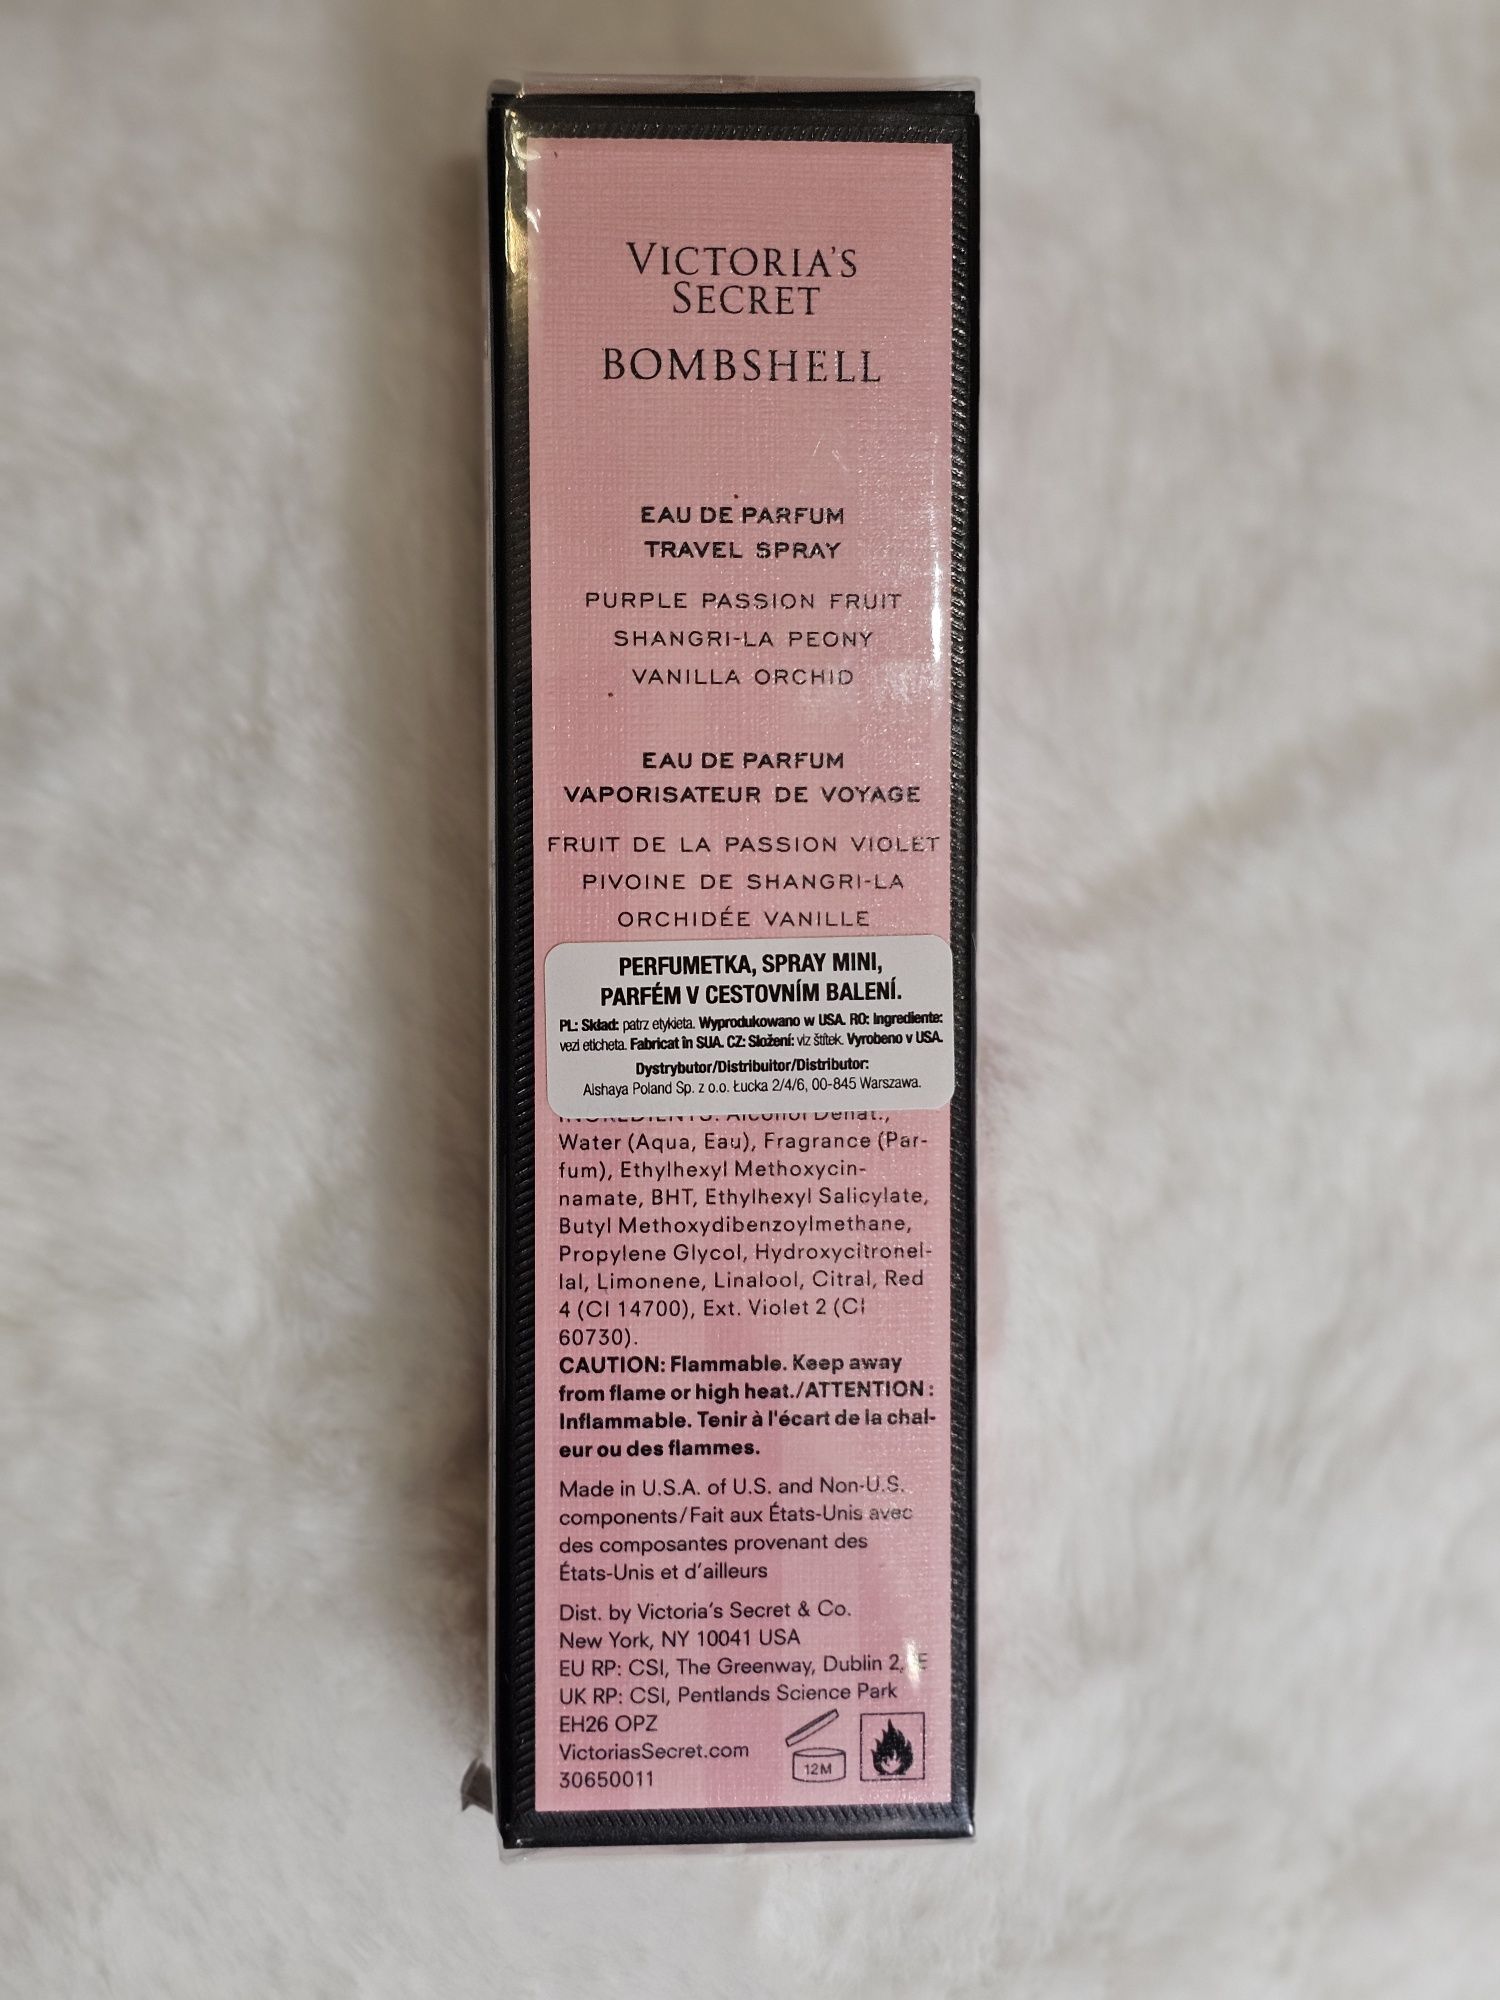 VICTORIA'S
SECRET
BOMBSHELL
EAU DE PARFUM
TRAVEL SPRAY
PURPLE PASSION FRUIT
SHANGRI-LA PEONY
VANILLA ORCHID
EAU DE PARFUM
VAPORISATEUR DE VOYAGE
FRUIT DE LA PASSION VIOLET
PIVOINE DE SHANGRI-LA
ORCHIDÉE VANILLE
PERFUMETKA, SPRAY MINI,
PARFÉM V CESTOVNÍM BALENÍ.
PL: Skład: patrz etykieta. Wyprodukowano w USA. RO: Ingrediente:
vezi eticheta. Fabricat în SUA. CZ: Složení: viz štítek. Vyrobeno v USA.
Dystrybutor/Distribuitor/Distributor:
Alshaya Poland Sp. z o.o. Łucka 2/4/6, 00-845 Warszawa.
INGREDIENTS: Alcohol Denat.,
Water (Aqua, Eau), Fragrance (Par-
fum), Ethylhexyl Methoxycin-
namate, BHT, Ethylhexyl Salicylate,
Butyl Methoxydibenzoylmethane,
Propylene Glycol, Hydroxycitronel-
lal, Limonene, Linalool, Citral, Red
4 (CI 14700), Ext. Violet 2 (CI
60730).
CAUTION: Flammable. Keep away
from flame or high heat./ATTENTION :
Inflammable. Tenir à l'écart de la chal-
eur ou des flammes.
Made in U.S.A. of U.S. and Non-U.S.
components/Fait aux États-Unis avec
des composantes provenant des
États-Unis et d'ailleurs
Dist. by Victoria's Secret & Co.
New York, NY 10041 USA
EU RP: CSI, The Greenway, Dublin 2,
UK RP: CSI, Pentlands Science Park
EH26 OPZ
VictoriasSecret.com
30650011
12M